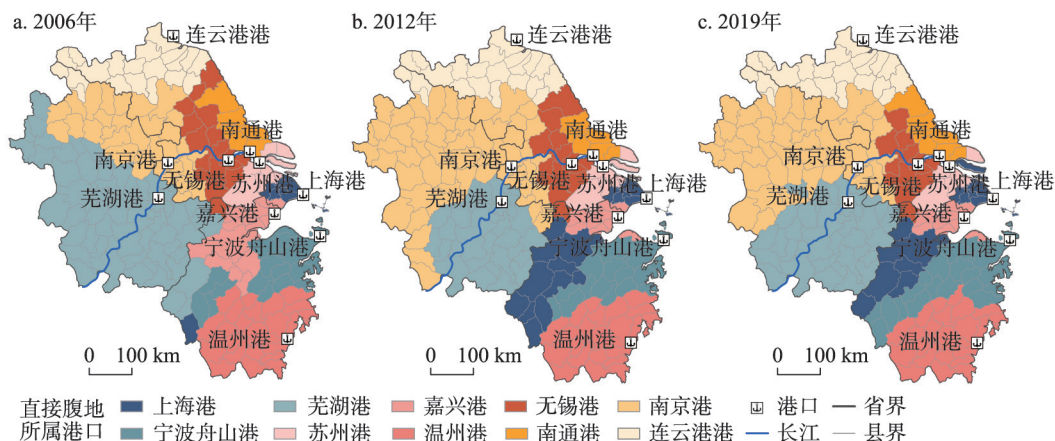 a. 2006年
连云港港
南通港
南京港
无锡港
苏州港
上海港
芜湖港
嘉兴港
宁波舟山港
温州港
0 100 km
b. 2012年
连云港港
南通港
南京港
无锡港
苏州港
上海港
芜湖港
嘉兴港
宁波舟山港
温州港
0 100 km
c. 2019年
连云港港
南通港
南京港
无锡港
苏州港
上海港
芜湖港
嘉兴港
宁波舟山港
温州港
0 100 km
直接腹地
所属港口
上海港 芜湖港 嘉兴港 无锡港 南京港 港口 省界
宁波舟山港 苏州港 温州港 南通港 连云港港 长江 县界